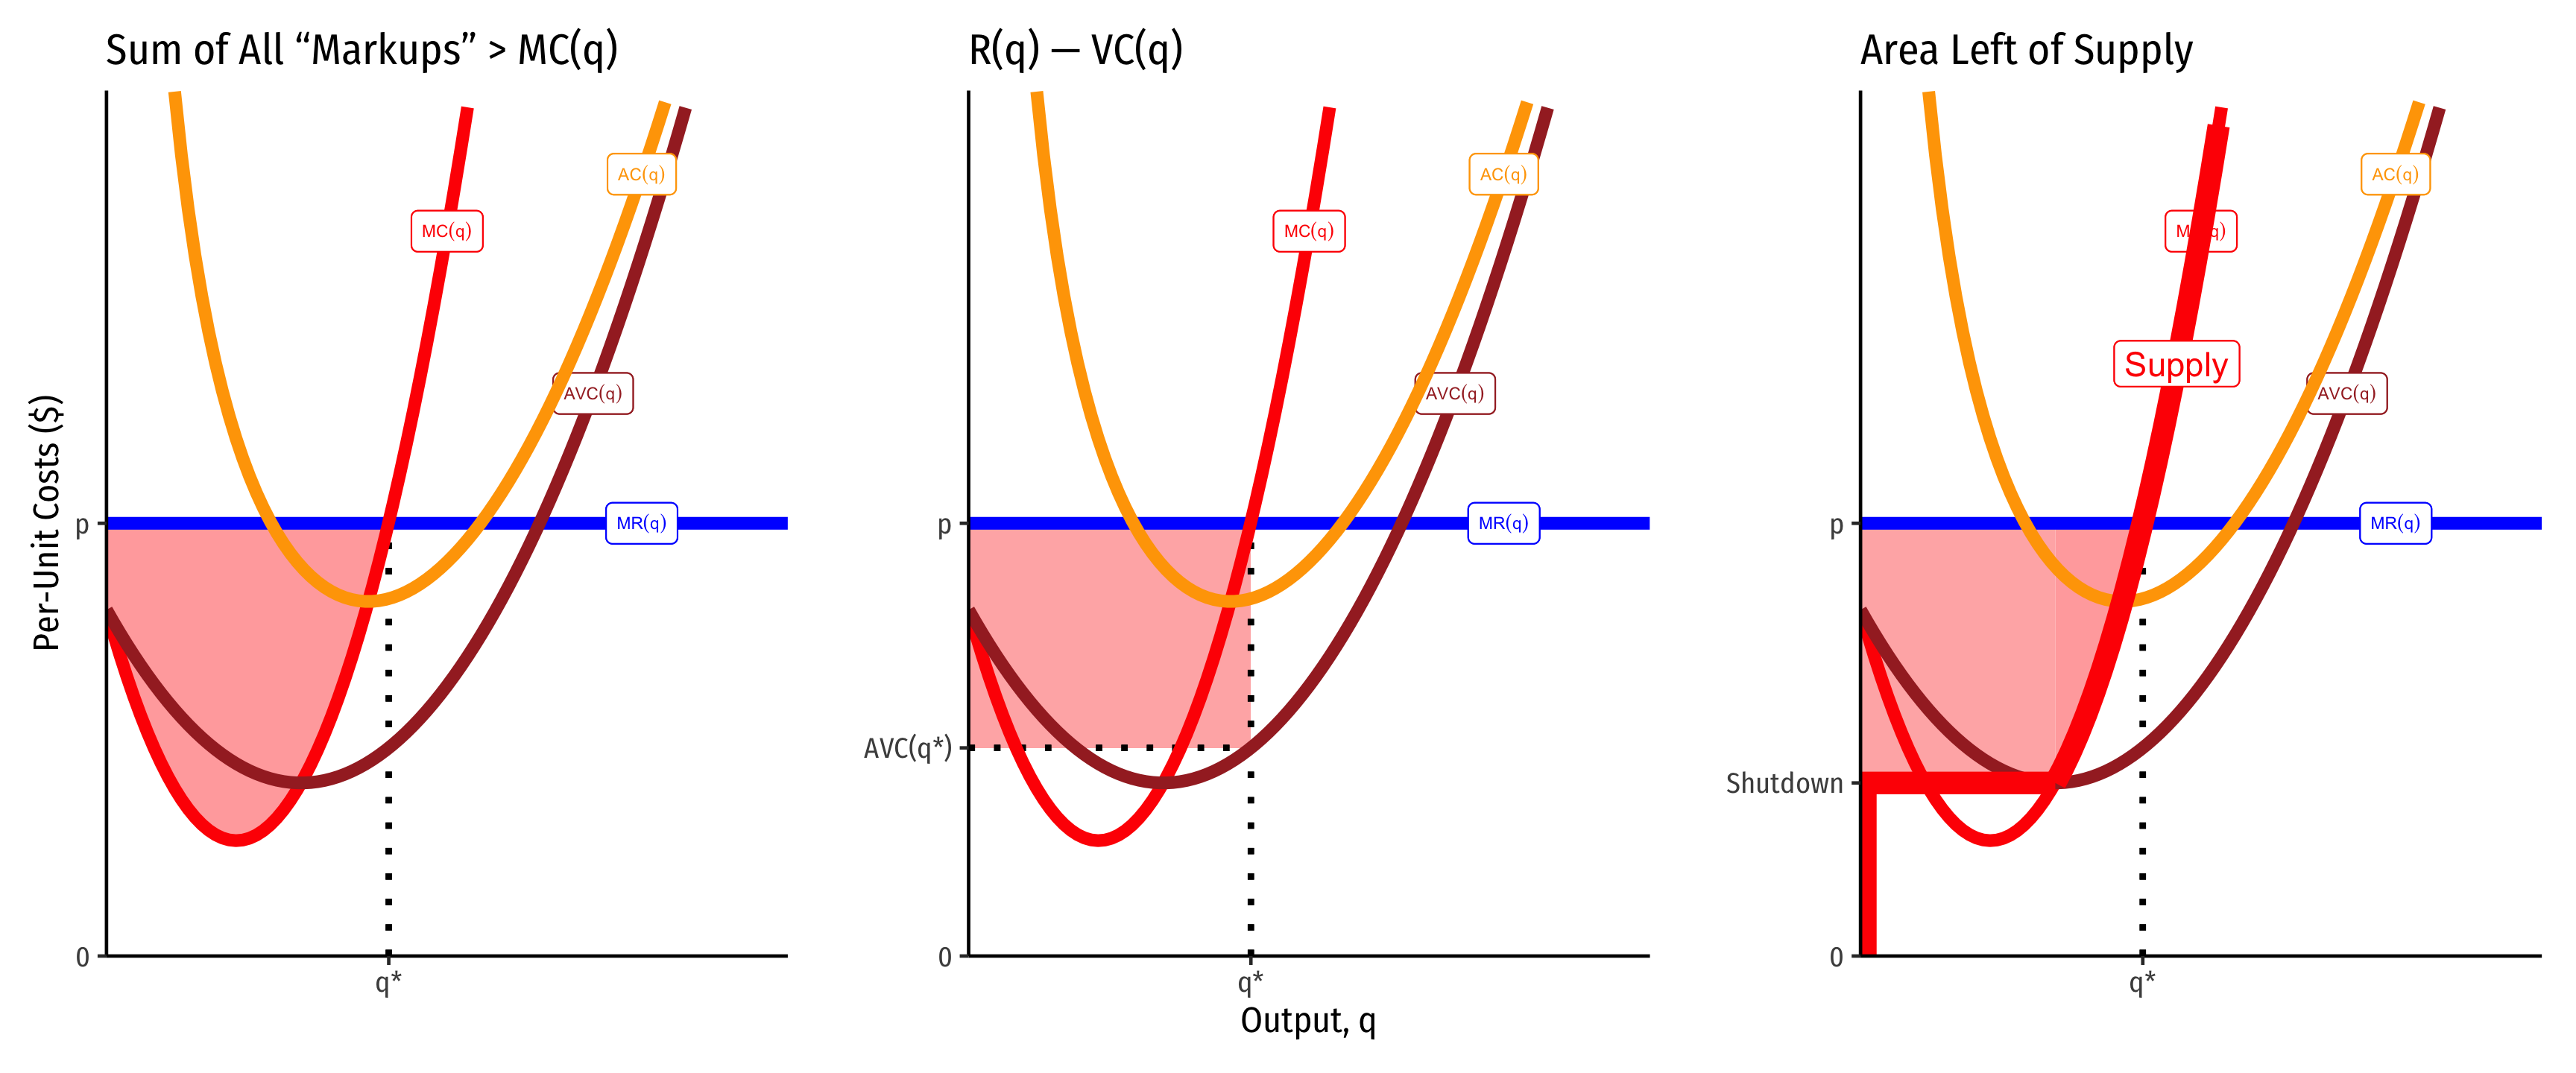 Sum of All “Markups” > MC(q)
AC(q)
MC(q)
AVC(q)
MR(q)
Per-Unit Costs ($)
p
0
q*
R(q) — VC(q)
AC(q)
MC(q)
AVC(q)
MR(q)
p
AVC(q*)
0
q*
Output, q
Area Left of Supply
AC(q)
Supply
AVC(q)
MR(q)
p
Shutdown
0
q*